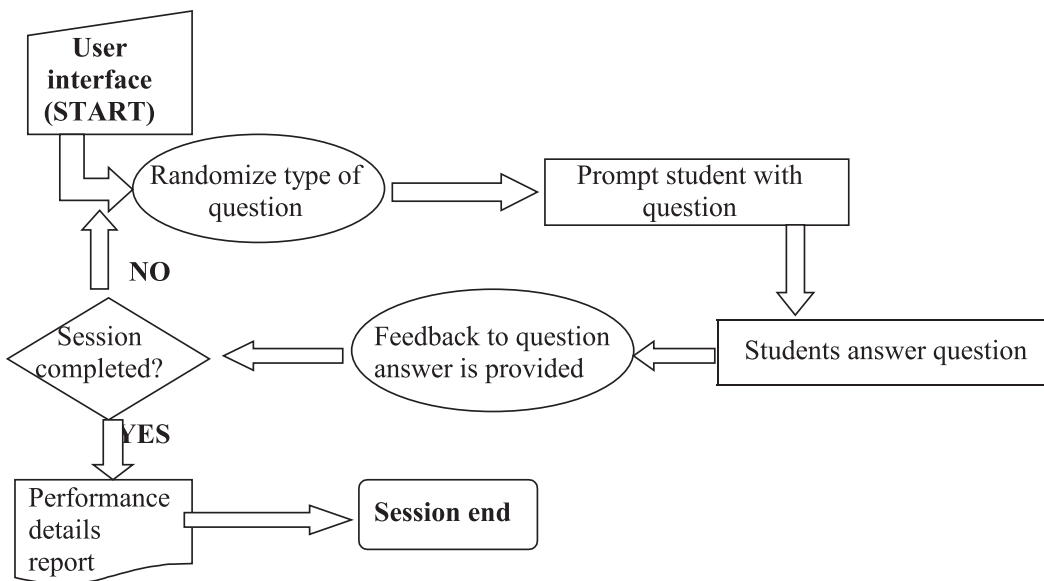 User
interface
(START)
Randomize type of
question
Prompt student with
question
NO
Session
completed?
Feedback to question
answer is provided
Students answer question
YES
Performance
details
report
Session end